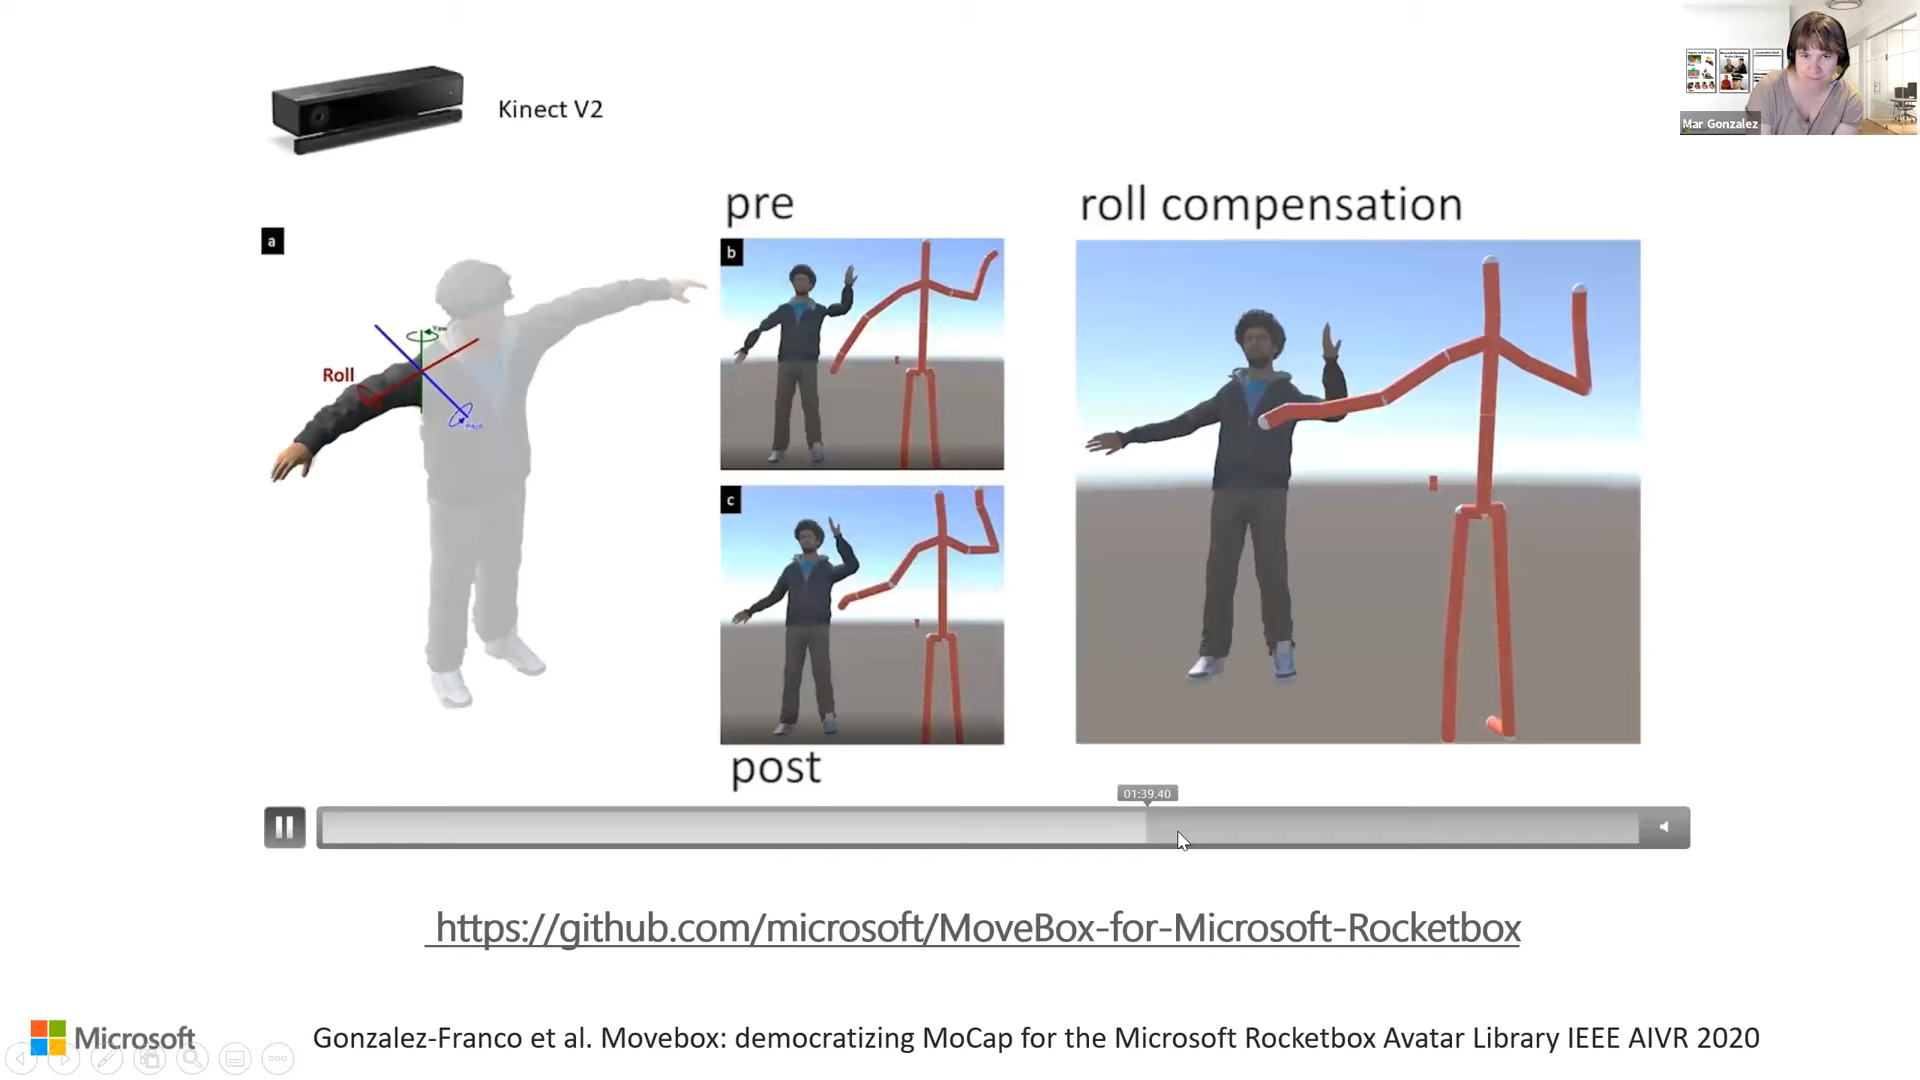 Kinect V2
Mar Gonzalez
pre
roll compensation
a
b
Yaw
Roll
c
post
01:39.40
https://github.com/microsoft/MoveBox-for-Microsoft-Rocketbox
Microsoft
Gonzalez-Franco et al. Movebox: democratizing MoCap for the Microsoft Rocketbox Avatar Library IEEE AIVR 2020